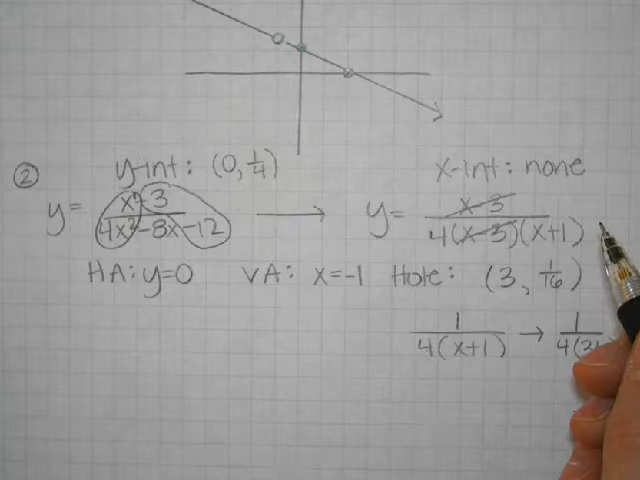 ② y-int: (0, 1/4) x-int: none
y = (x¹-3)/(4x²-8x-12) → y = (x-3)/(4(x-3)(x+1))
HA: y=0 VA: x=-1 Hole: (3, 1/16)
1/(4(x+1)) → 1/(4(3